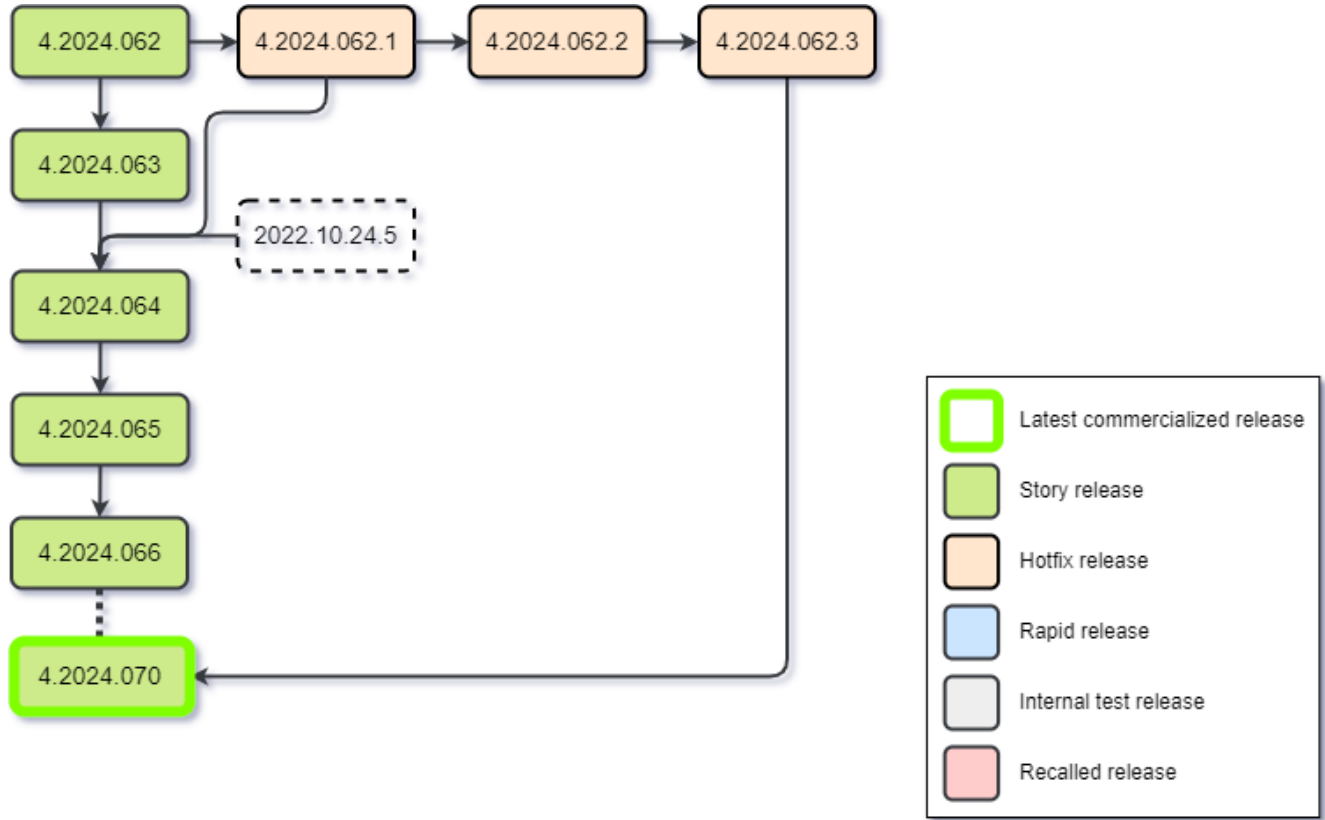 4.2024.062
4.2024.062.1
4.2024.062.2
4.2024.062.3
4.2024.063
2022.10.24.5
4.2024.064
4.2024.065
4.2024.066
4.2024.070
Latest commercialized release
Story release
Hotfix release
Rapid release
Internal test release
Recalled release